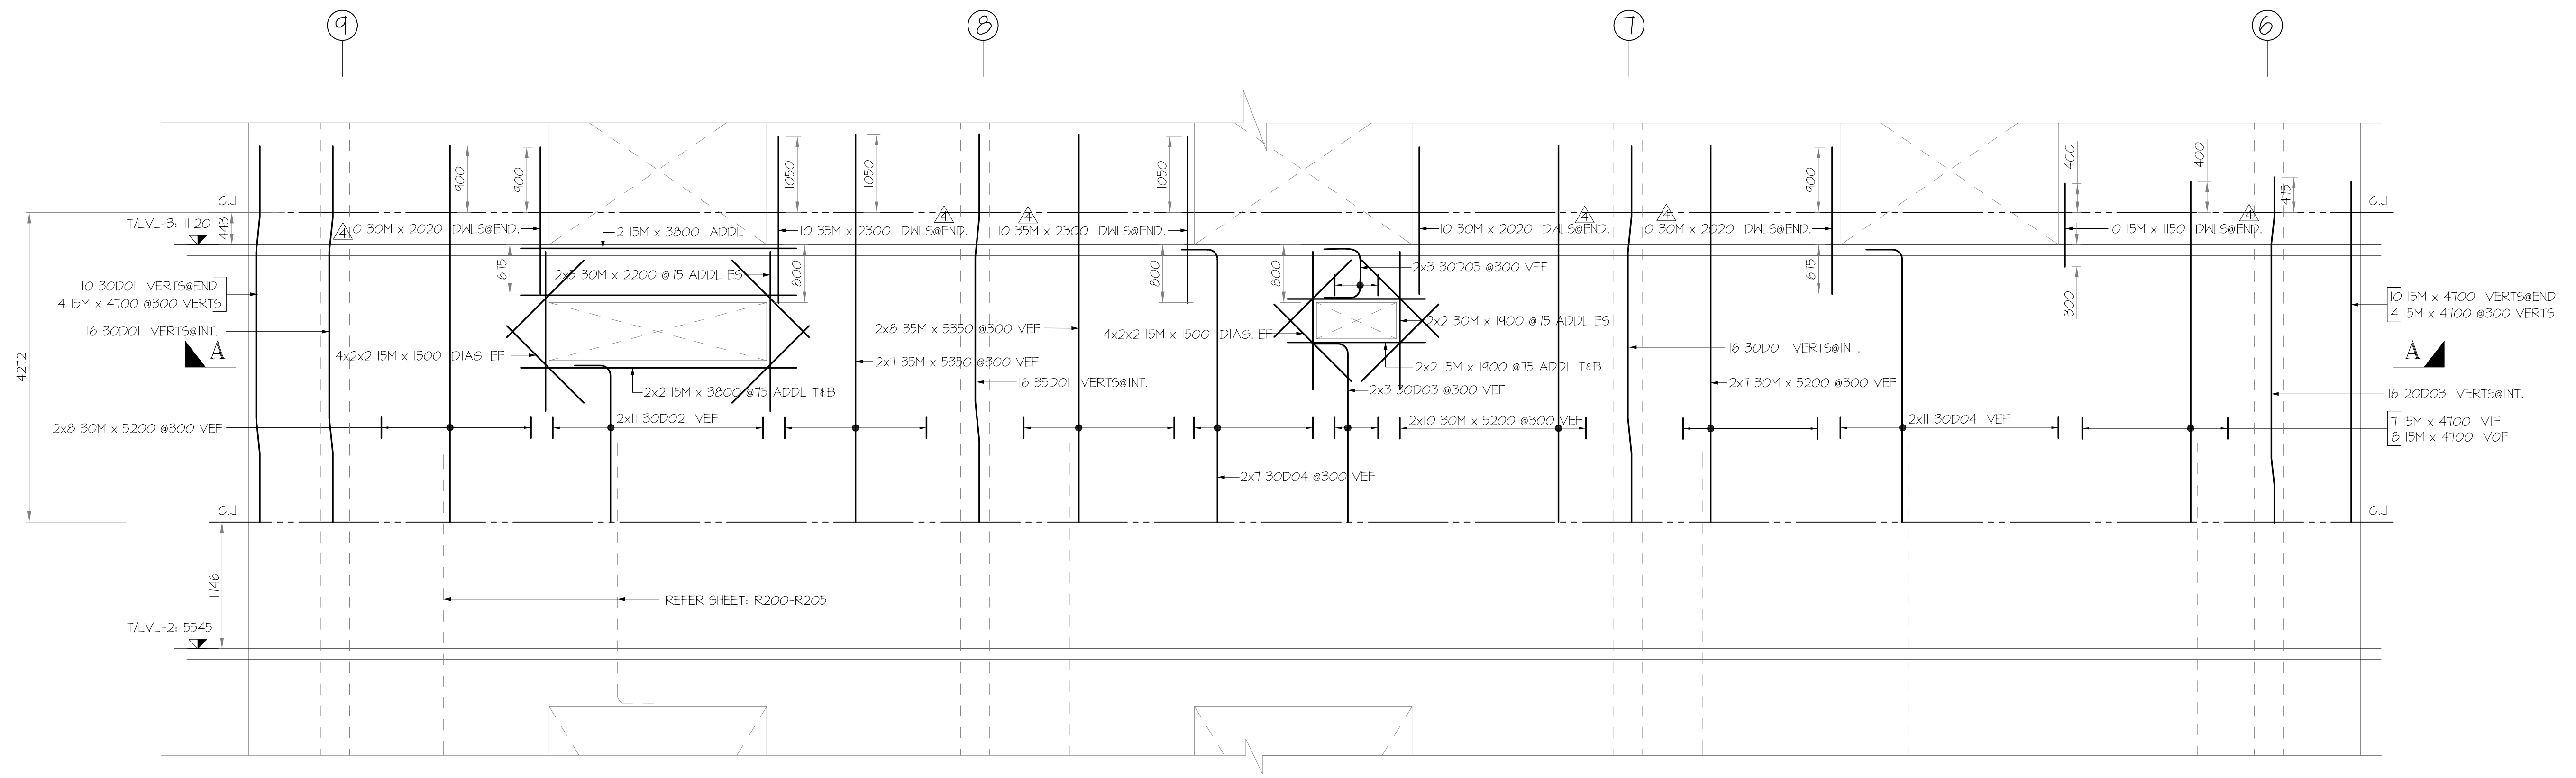 9
8
7
6
900
900
1050
1050
1050
900
400
400
475
C.J
C.J
T/LVL-3: 11120
443
4
10 30M x 2020 DWLS@END.
2 15M x 3800 ADDL
10 35M x 2300 DWLS@END.
4
4
10 35M x 2300 DWLS@END.
10 30M x 2020 DWLS@END.
4
4
10 30M x 2020 DWLS@END.
10 15M x 1150 DWLS@END.
4
675
2x5 30M x 2200 @75 ADDL ES
800
800
800
2x3 30D05 @300 VEF
675
300
10 30D01 VERTS@END
4 15M x 4700 @300 VERTS
10 15M x 4700 VERTS@END
4 15M x 4700 @300 VERTS
16 30D01 VERTS@INT.
2x8 35M x 5350 @300 VEF
4x2x2 15M x 1500 DIAG. EF
2x2 30M x 1900 @75 ADDL ES
A
4x2x2 15M x 1500 DIAG. EF
2x7 35M x 5350 @300 VEF
2x2 15M x 1900 @75 ADDL T&B
16 30D01 VERTS@INT.
A
4272
2x2 15M x 3800 @75 ADDL T&B
16 35D01 VERTS@INT.
2x3 30D03 @300 VEF
2x7 30M x 5200 @300 VEF
16 20D03 VERTS@INT.
2x8 30M x 5200 @300 VEF
2x11 30D02 VEF
2x10 30M x 5200 @300 VEF
2x11 30D04 VEF
7 15M x 4700 VIF
8 15M x 4700 VOF
2x7 30D04 @300 VEF
C.J
C.J
1746
REFER SHEET: R200-R205
T/LVL-2: 5545